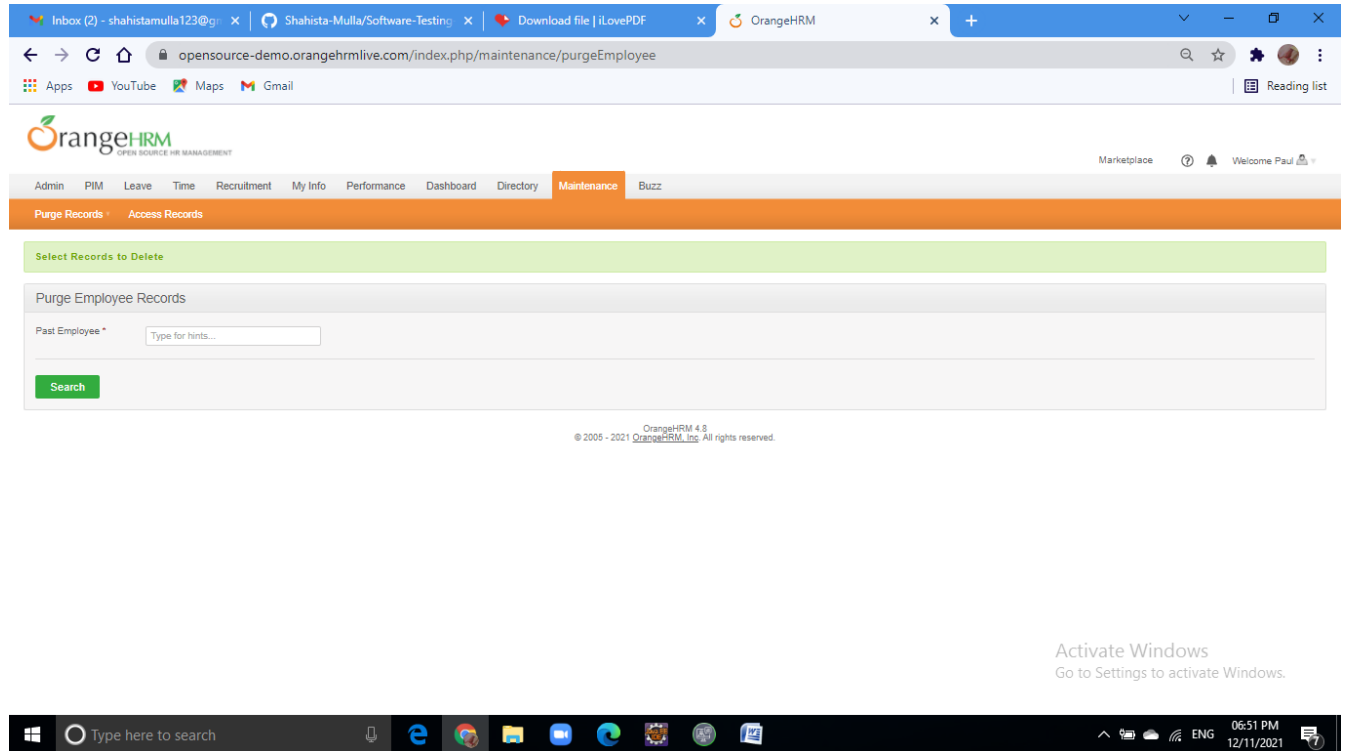 Inbox (2) - shahistamulla123@gm
Shahista-Mulla/Software-Testing
Download file | iLovePDF
OrangeHRM
opensource-demo.orangehrmlive.com/index.php/maintenance/purgeEmployee
Apps YouTube Maps Gmail Reading list
OrangeHRM
OPEN SOURCE HR MANAGEMENT
Marketplace Welcome Paul
Admin PIM Leave Time Recruitment My Info Performance Dashboard Directory Maintenance Buzz
Purge Records Access Records
Select Records to Delete
Purge Employee Records
Past Employee * Type for hints...
Search
OrangeHRM 4.8
© 2005 - 2021 OrangeHRM, Inc. All rights reserved.
Activate Windows
Go to Settings to activate Windows.
Type here to search
ENG
06:51 PM
12/11/2021
7